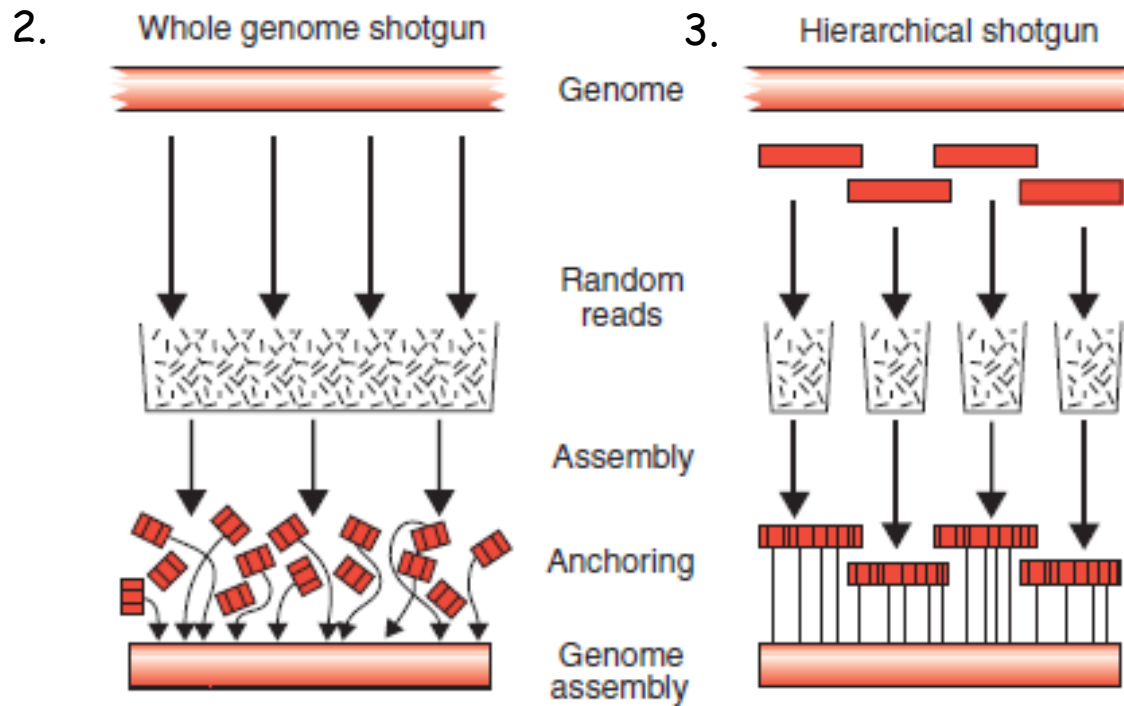 2.
Whole genome shotgun
3.
Hierarchical shotgun
Genome
Random
reads
Assembly
Anchoring
Genome
assembly